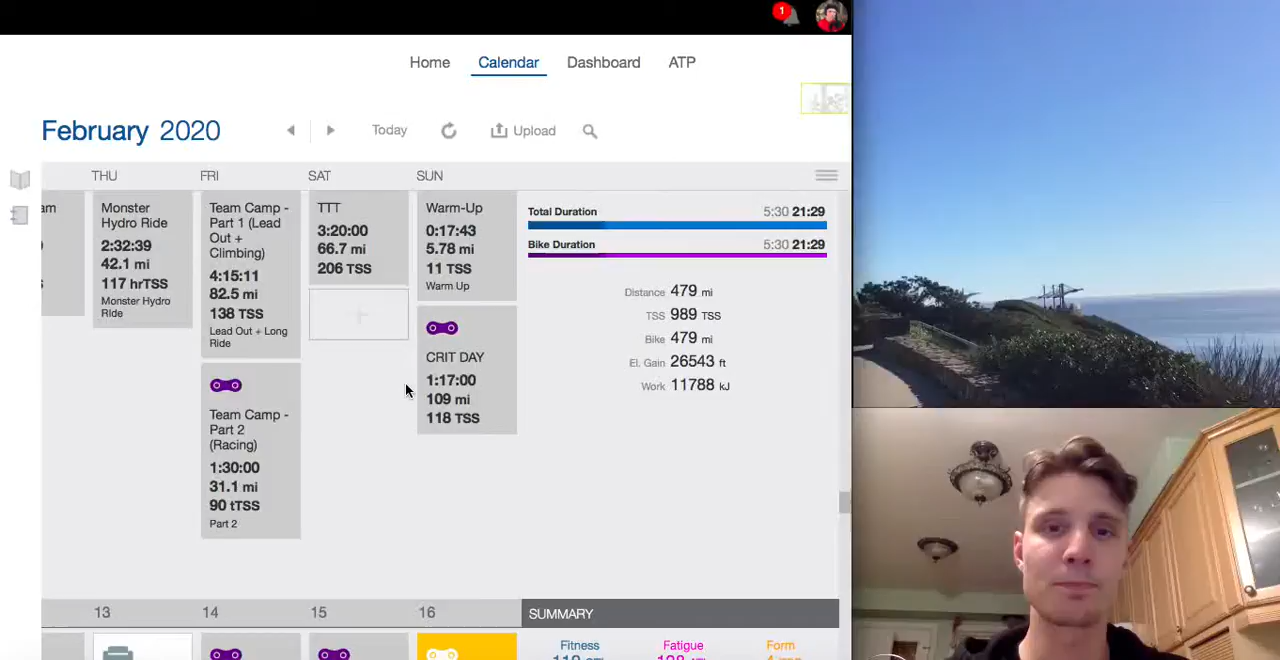 1
Home Calendar Dashboard ATP
February 2020
Today
Upload
THU FRI SAT SUN
am
Monster
Hydro Ride
2:32:39
42.1 mi
117 hrTSS
Monster Hydro
Ride
Team Camp -
Part 1 (Lead
Out +
Climbing)
4:15:11
82.5 mi
138 TSS
Lead Out + Long
Ride
Team Camp -
Part 2
(Racing)
1:30:00
31.1 mi
90 tTSS
Part 2
TTT
3:20:00
66.7 mi
206 TSS
Warm-Up
0:17:43
5.78 mi
11 TSS
Warm Up
CRIT DAY
1:17:00
109 mi
118 TSS
Total Duration 5:30 21:29
Bike Duration 5:30 21:29
Distance 479 mi
TSS 989 TSS
Bike 479 mi
El. Gain 26543 ft
Work 11788 kJ
13 14 15 16 SUMMARY
Fitness Fatigue Form